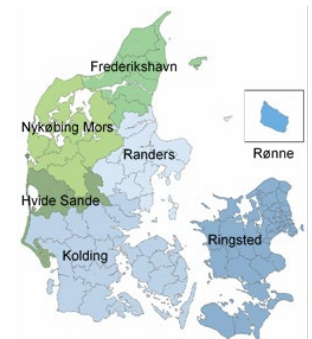 Frederikshavn
Nykøbing Mors
Randers
Rønne
Hvide Sande
Ringsted
Kolding